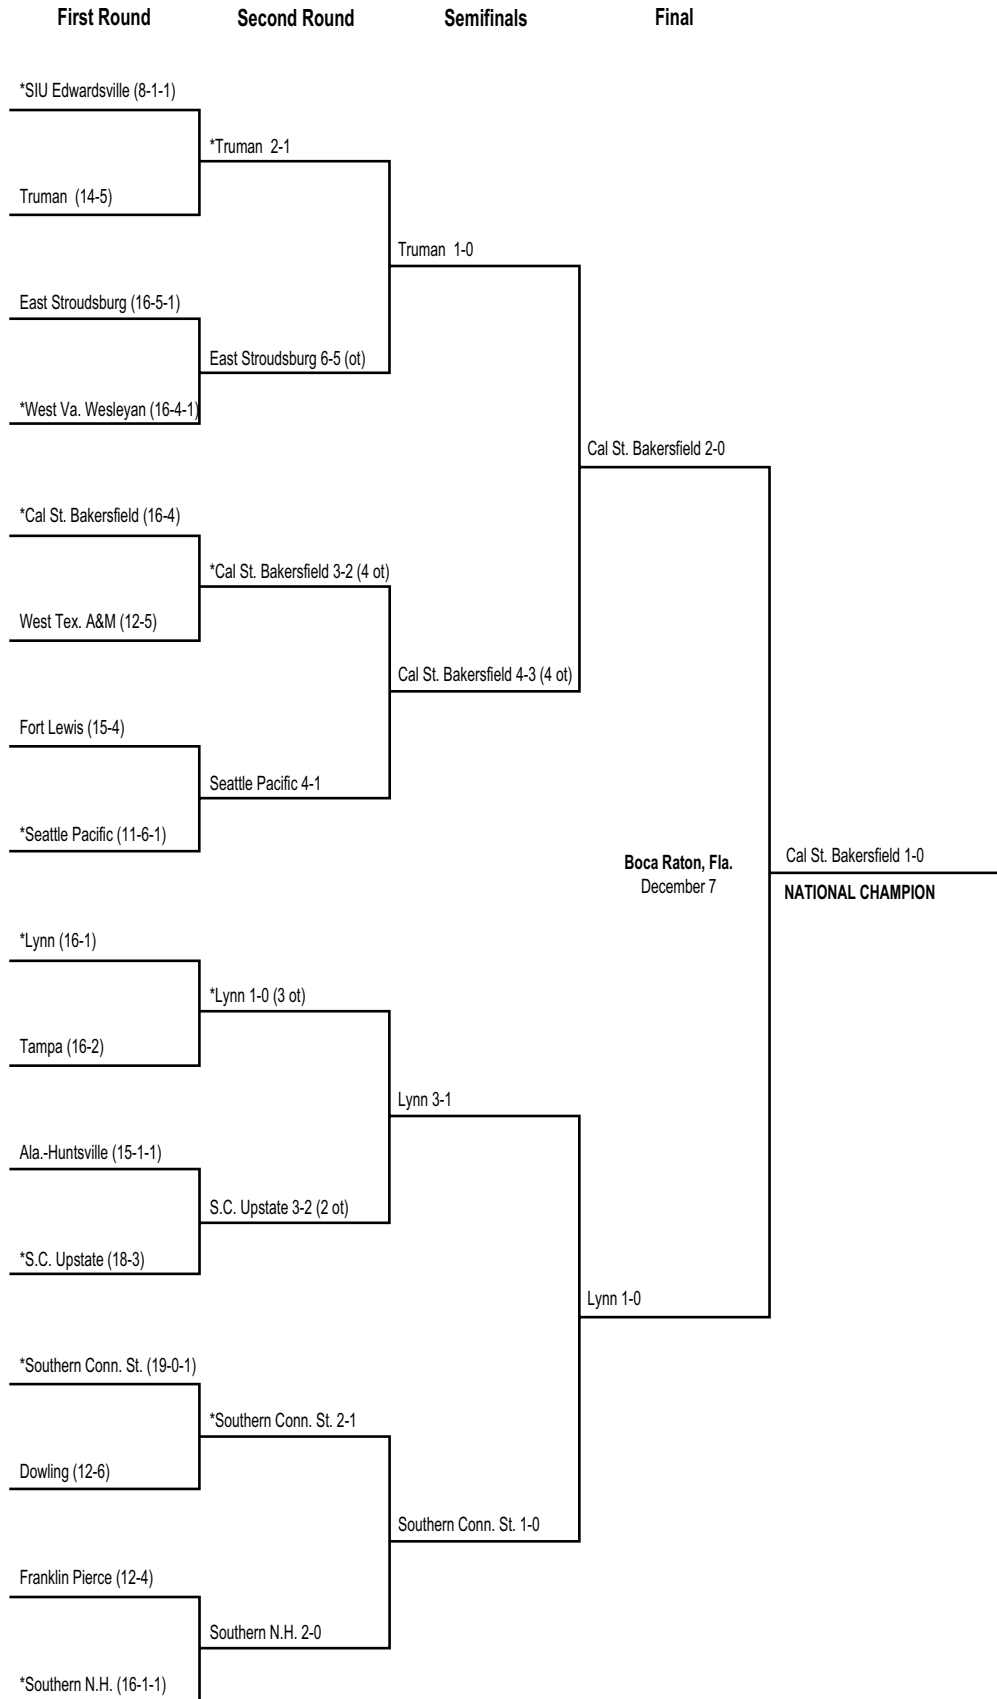 First Round
Second Round
Semifinals
Final
*SIU Edwardsville (8-1-1)
*Truman 2-1
Truman (14-5)
Truman 1-0
East Stroudsburg (16-5-1)
East Stroudsburg 6-5 (ot)
*West Va. Wesleyan (16-4-1)
Cal St. Bakersfield 2-0
*Cal St. Bakersfield (16-4)
*Cal St. Bakersfield 3-2 (4 ot)
West Tex. A&M (12-5)
Cal St. Bakersfield 4-3 (4 ot)
Fort Lewis (15-4)
Seattle Pacific 4-1
*Seattle Pacific (11-6-1)
Boca Raton, Fla.
December 7
Cal St. Bakersfield 1-0
NATIONAL CHAMPION
*Lynn (16-1)
*Lynn 1-0 (3 ot)
Tampa (16-2)
Lynn 3-1
Ala.-Huntsville (15-1-1)
S.C. Upstate 3-2 (2 ot)
*S.C. Upstate (18-3)
Lynn 1-0
*Southern Conn. St. (19-0-1)
*Southern Conn. St. 2-1
Dowling (12-6)
Southern Conn. St. 1-0
Franklin Pierce (12-4)
Southern N.H. 2-0
*Southern N.H. (16-1-1)